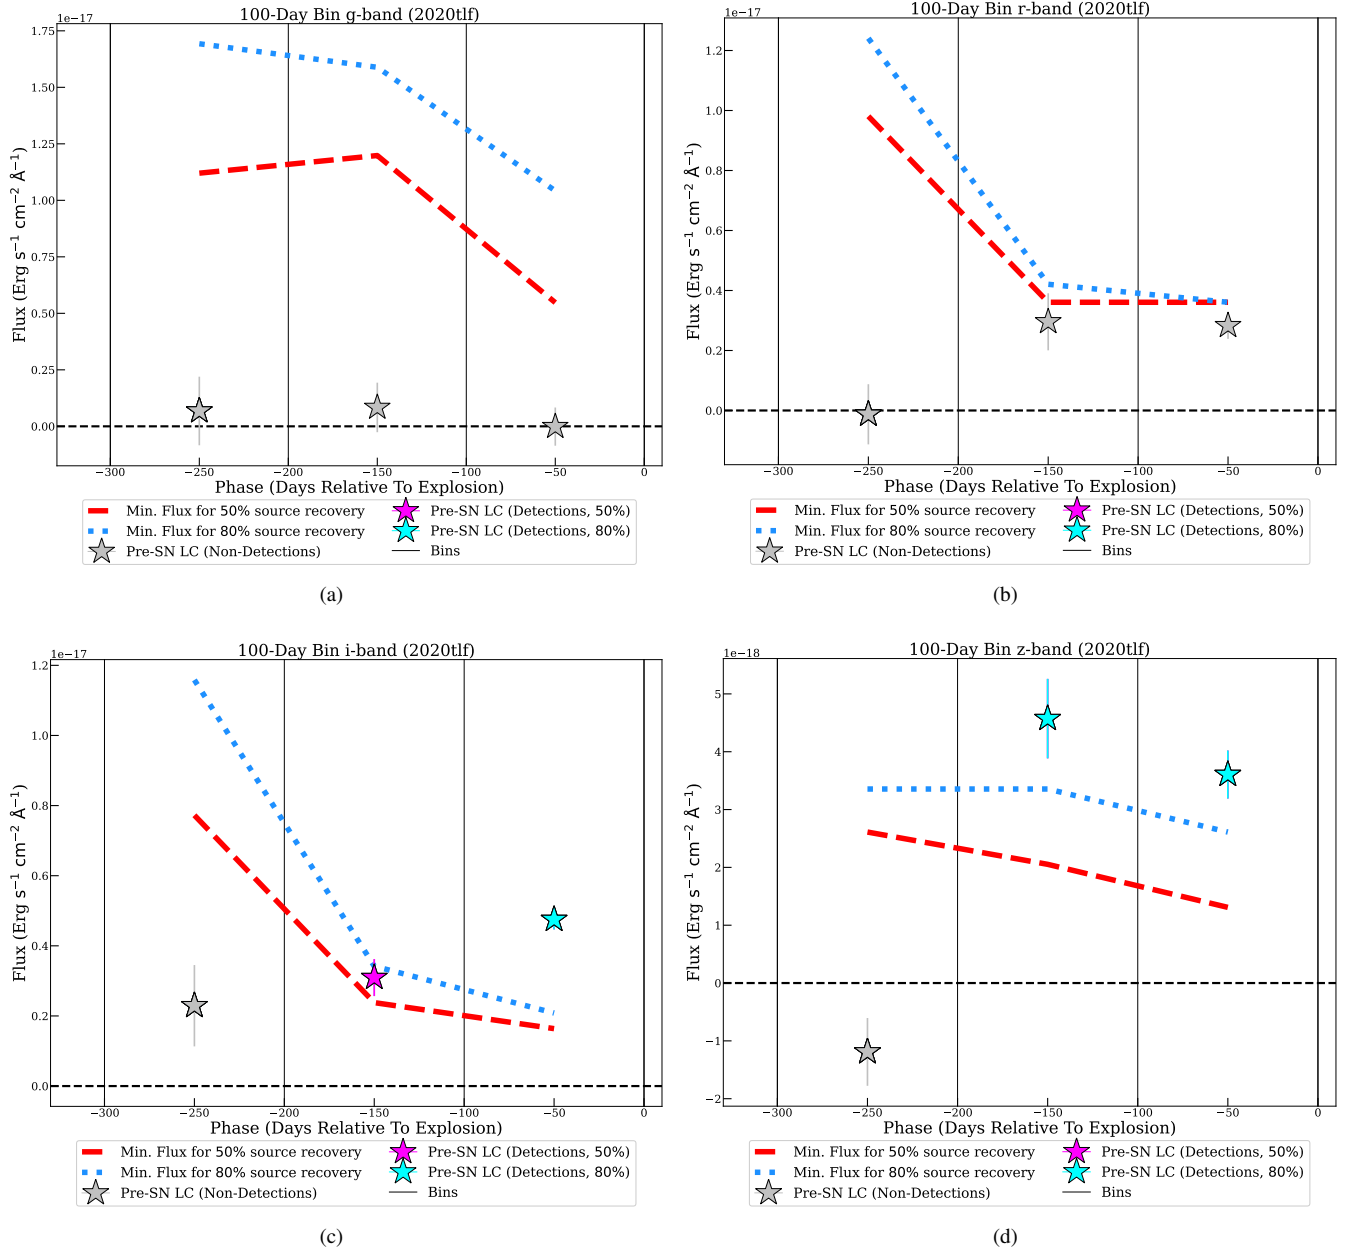 100-Day Bin g-band (2020tlf)
1e−17
1.75
1.50
1.25
1.00
0.75
0.50
0.25
0.00
Flux (Erg s−1 cm−2 Å−1)
−300 −250 −200 −150 −100 −50 0
Phase (Days Relative To Explosion)
Min. Flux for 50% source recovery
Min. Flux for 80% source recovery
Pre-SN LC (Non-Detections)
Pre-SN LC (Detections, 50%)
Pre-SN LC (Detections, 80%)
Bins
(a)
100-Day Bin r-band (2020tlf)
1e−17
1.2
1.0
0.8
0.6
0.4
0.2
0.0
Flux (Erg s−1 cm−2 Å−1)
−300 −250 −200 −150 −100 −50 0
Phase (Days Relative To Explosion)
Min. Flux for 50% source recovery
Min. Flux for 80% source recovery
Pre-SN LC (Non-Detections)
Pre-SN LC (Detections, 50%)
Pre-SN LC (Detections, 80%)
Bins
(b)
100-Day Bin i-band (2020tlf)
1e−17
1.2
1.0
0.8
0.6
0.4
0.2
0.0
Flux (Erg s−1 cm−2 Å−1)
−300 −250 −200 −150 −100 −50 0
Phase (Days Relative To Explosion)
Min. Flux for 50% source recovery
Min. Flux for 80% source recovery
Pre-SN LC (Non-Detections)
Pre-SN LC (Detections, 50%)
Pre-SN LC (Detections, 80%)
Bins
(c)
100-Day Bin z-band (2020tlf)
1e−18
5
4
3
2
1
0
−1
−2
Flux (Erg s−1 cm−2 Å−1)
−300 −250 −200 −150 −100 −50 0
Phase (Days Relative To Explosion)
Min. Flux for 50% source recovery
Min. Flux for 80% source recovery
Pre-SN LC (Non-Detections)
Pre-SN LC (Detections, 50%)
Pre-SN LC (Detections, 80%)
Bins
(d)